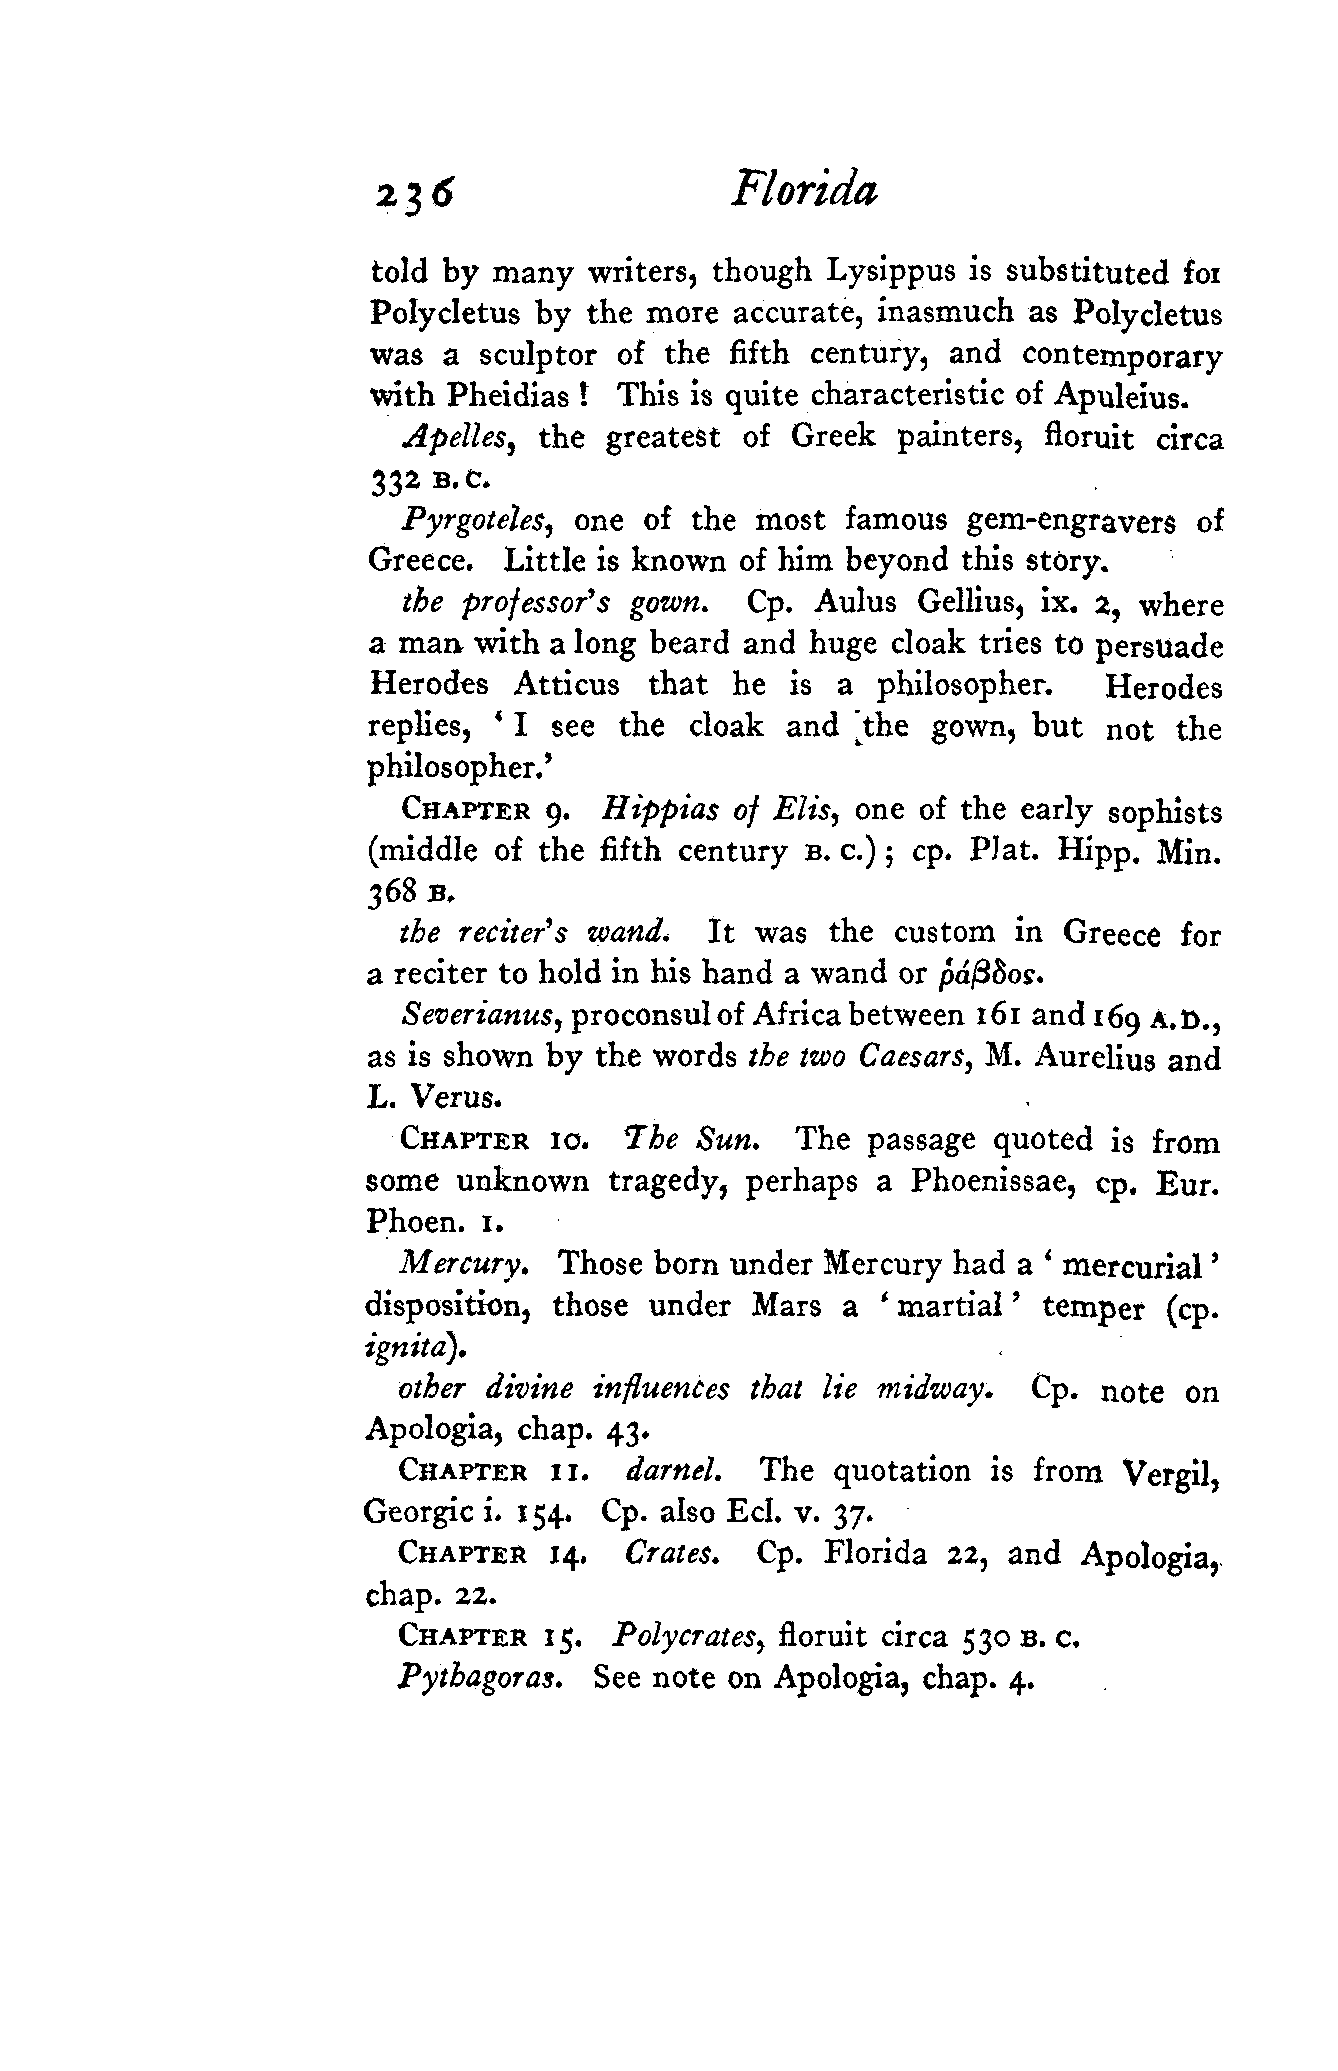 236 Florida
told by many writers, though Lysippus is substituted for
Polycletus by the more accurate, inasmuch as Polycletus
was a sculptor of the fifth century, and contemporary
with Pheidias ! This is quite characteristic of Apuleius.
Apelles, the greatest of Greek painters, floruit circa
332 B.C.
Pyrgoteles, one of the most famous gem-engravers of
Greece. Little is known of him beyond this story.
the professor's gown. Cp. Aulus Gellius, ix. 2, where
a man with a long beard and huge cloak tries to persuade
Herodes Atticus that he is a philosopher. Herodes
replies, ‘ I see the cloak and the gown, but not the
philosopher.’
CHAPTER 9. Hippias of Elis, one of the early sophists
(middle of the fifth century B. C.) ; cp. Plat. Hipp. Min.
368 B.
the reciter's wand. It was the custom in Greece for
a reciter to hold in his hand a wand or ῥάβδος.
Severianus, proconsul of Africa between 161 and 169 A.D.,
as is shown by the words the two Caesars, M. Aurelius and
L. Verus.
CHAPTER 10. The Sun. The passage quoted is from
some unknown tragedy, perhaps a Phoenissae, cp. Eur.
Phoen. 1.
Mercury. Those born under Mercury had a ‘ mercurial ’
disposition, those under Mars a ‘ martial ’ temper (cp.
ignita).
other divine influences that lie midway. Cp. note on
Apologia, chap. 43.
CHAPTER 11. darnel. The quotation is from Vergil,
Georgic i. 154. Cp. also Ecl. v. 37.
CHAPTER 14. Crates. Cp. Florida 22, and Apologia,
chap. 22.
CHAPTER 15. Polycrates, floruit circa 530 B. C.
Pythagoras. See note on Apologia, chap. 4.